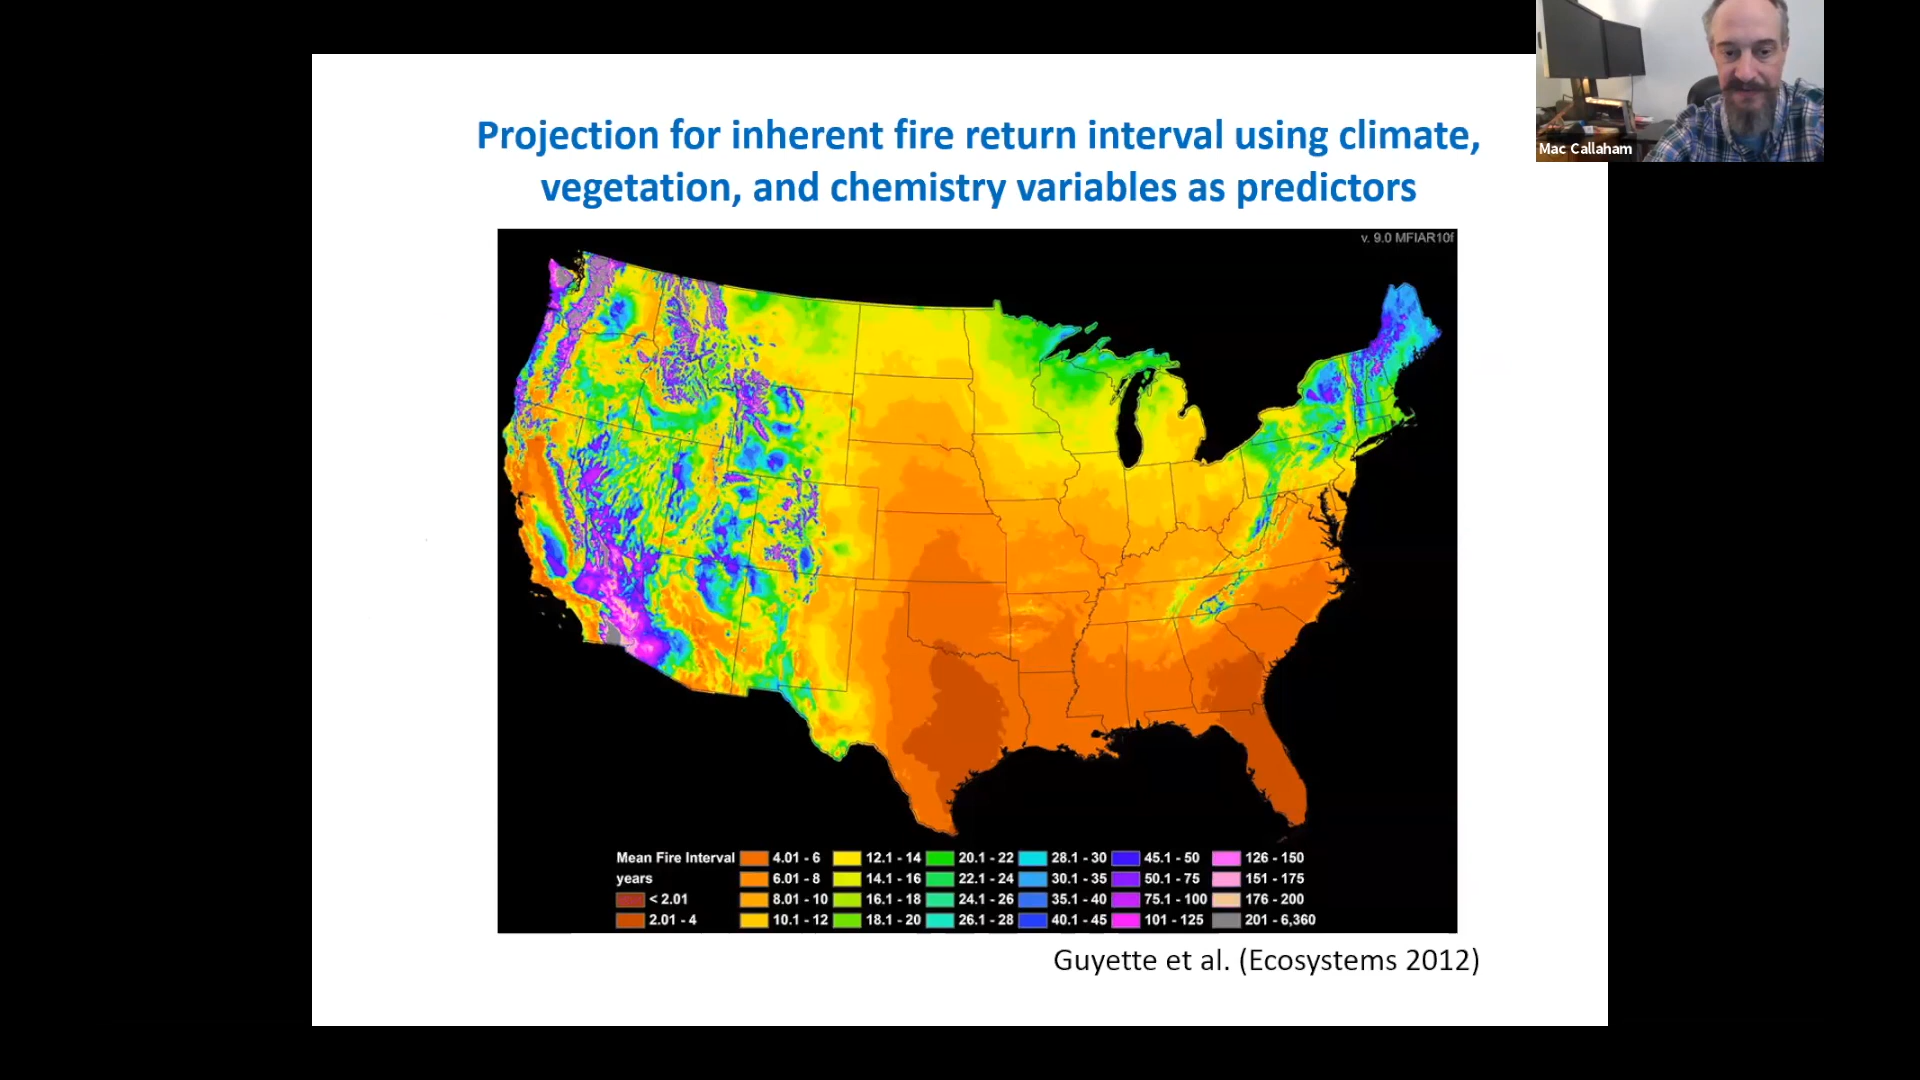 Mac Callaham
Projection for inherent fire return interval using climate,
vegetation, and chemistry variables as predictors
v. 9.0 MFIAR10f
Mean Fire Interval
years
< 2.01
2.01 - 4
4.01 - 6
6.01 - 8
8.01 - 10
10.1 - 12
12.1 - 14
14.1 - 16
16.1 - 18
18.1 - 20
20.1 - 22
22.1 - 24
24.1 - 26
26.1 - 28
28.1 - 30
30.1 - 35
35.1 - 40
40.1 - 45
45.1 - 50
50.1 - 75
75.1 - 100
101 - 125
126 - 150
151 - 175
176 - 200
201 - 6,360
Guyette et al. (Ecosystems 2012)